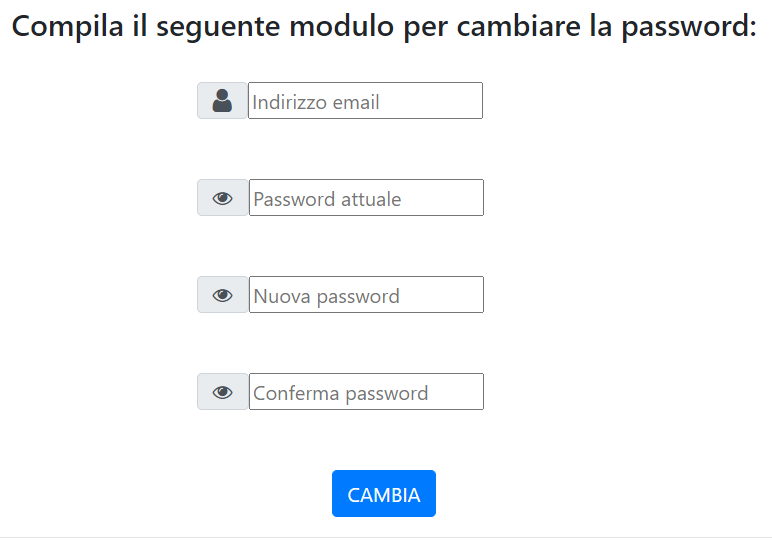 Compila il seguente modulo per cambiare la password:
Indirizzo email
Password attuale
Nuova password
Conferma password
CAMBIA